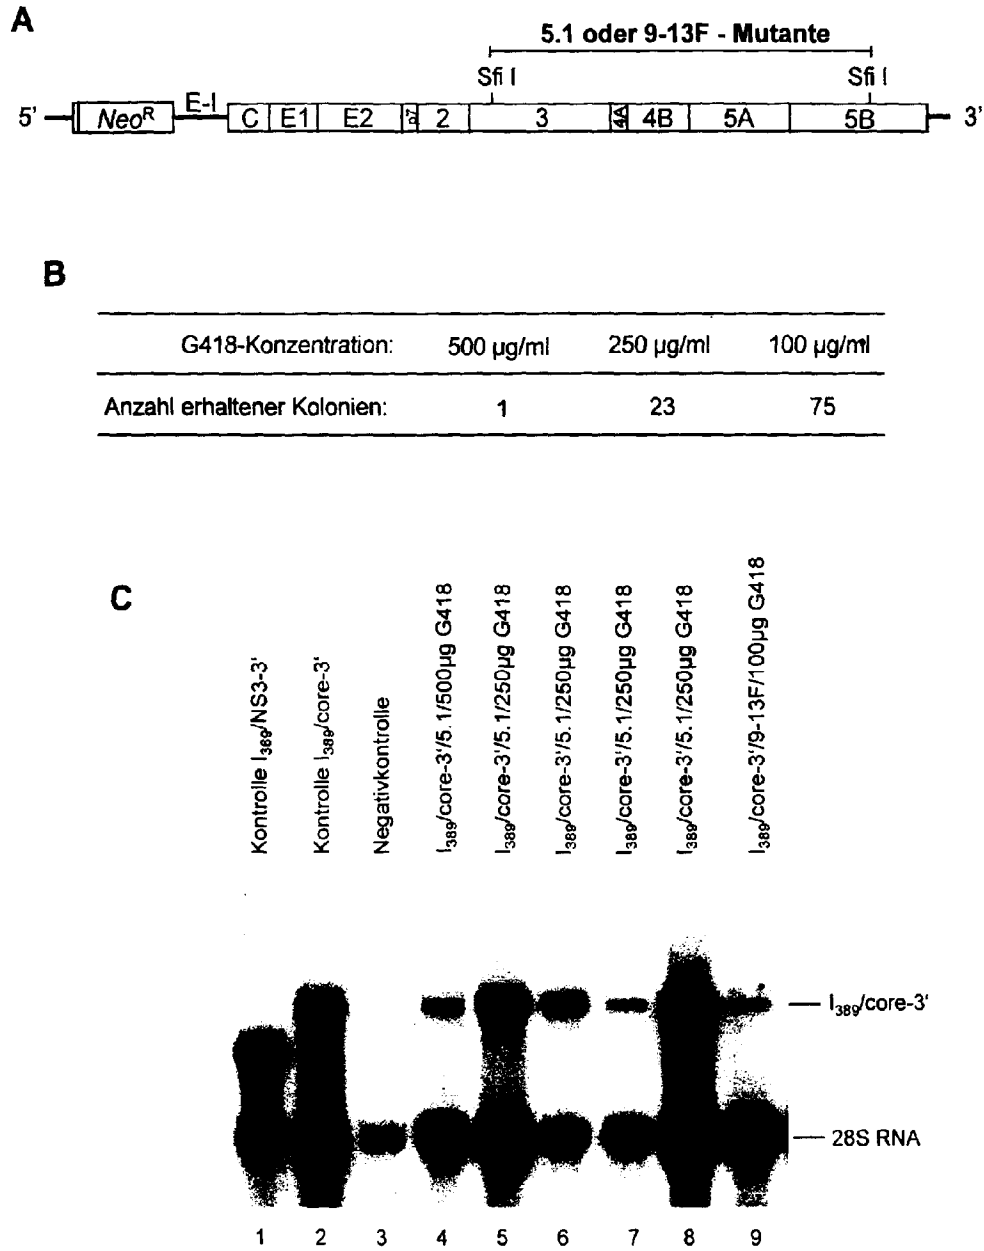 A
5.1 oder 9-13F - Mutante
Sfi I Sfi I
5' Neo^R E-I C E1 E2 p7 2 3 4A 4B 5A 5B 3'
B
G418-Konzentration: 500 µg/ml 250 µg/ml 100 µg/ml
Anzahl erhaltener Kolonien: 1 23 75
C
Kontrolle I₃₈₉/NS3-3'
Kontrolle I₃₈₉/core-3'
Negativkontrolle
I₃₈₉/core-3'/5.1/500µg G418
I₃₈₉/core-3'/5.1/250µg G418
I₃₈₉/core-3'/5.1/250µg G418
I₃₈₉/core-3'/5.1/250µg G418
I₃₈₉/core-3'/5.1/250µg G418
I₃₈₉/core-3'/9-13F/100µg G418
I₃₈₉/core-3'
28S RNA
1 2 3 4 5 6 7 8 9